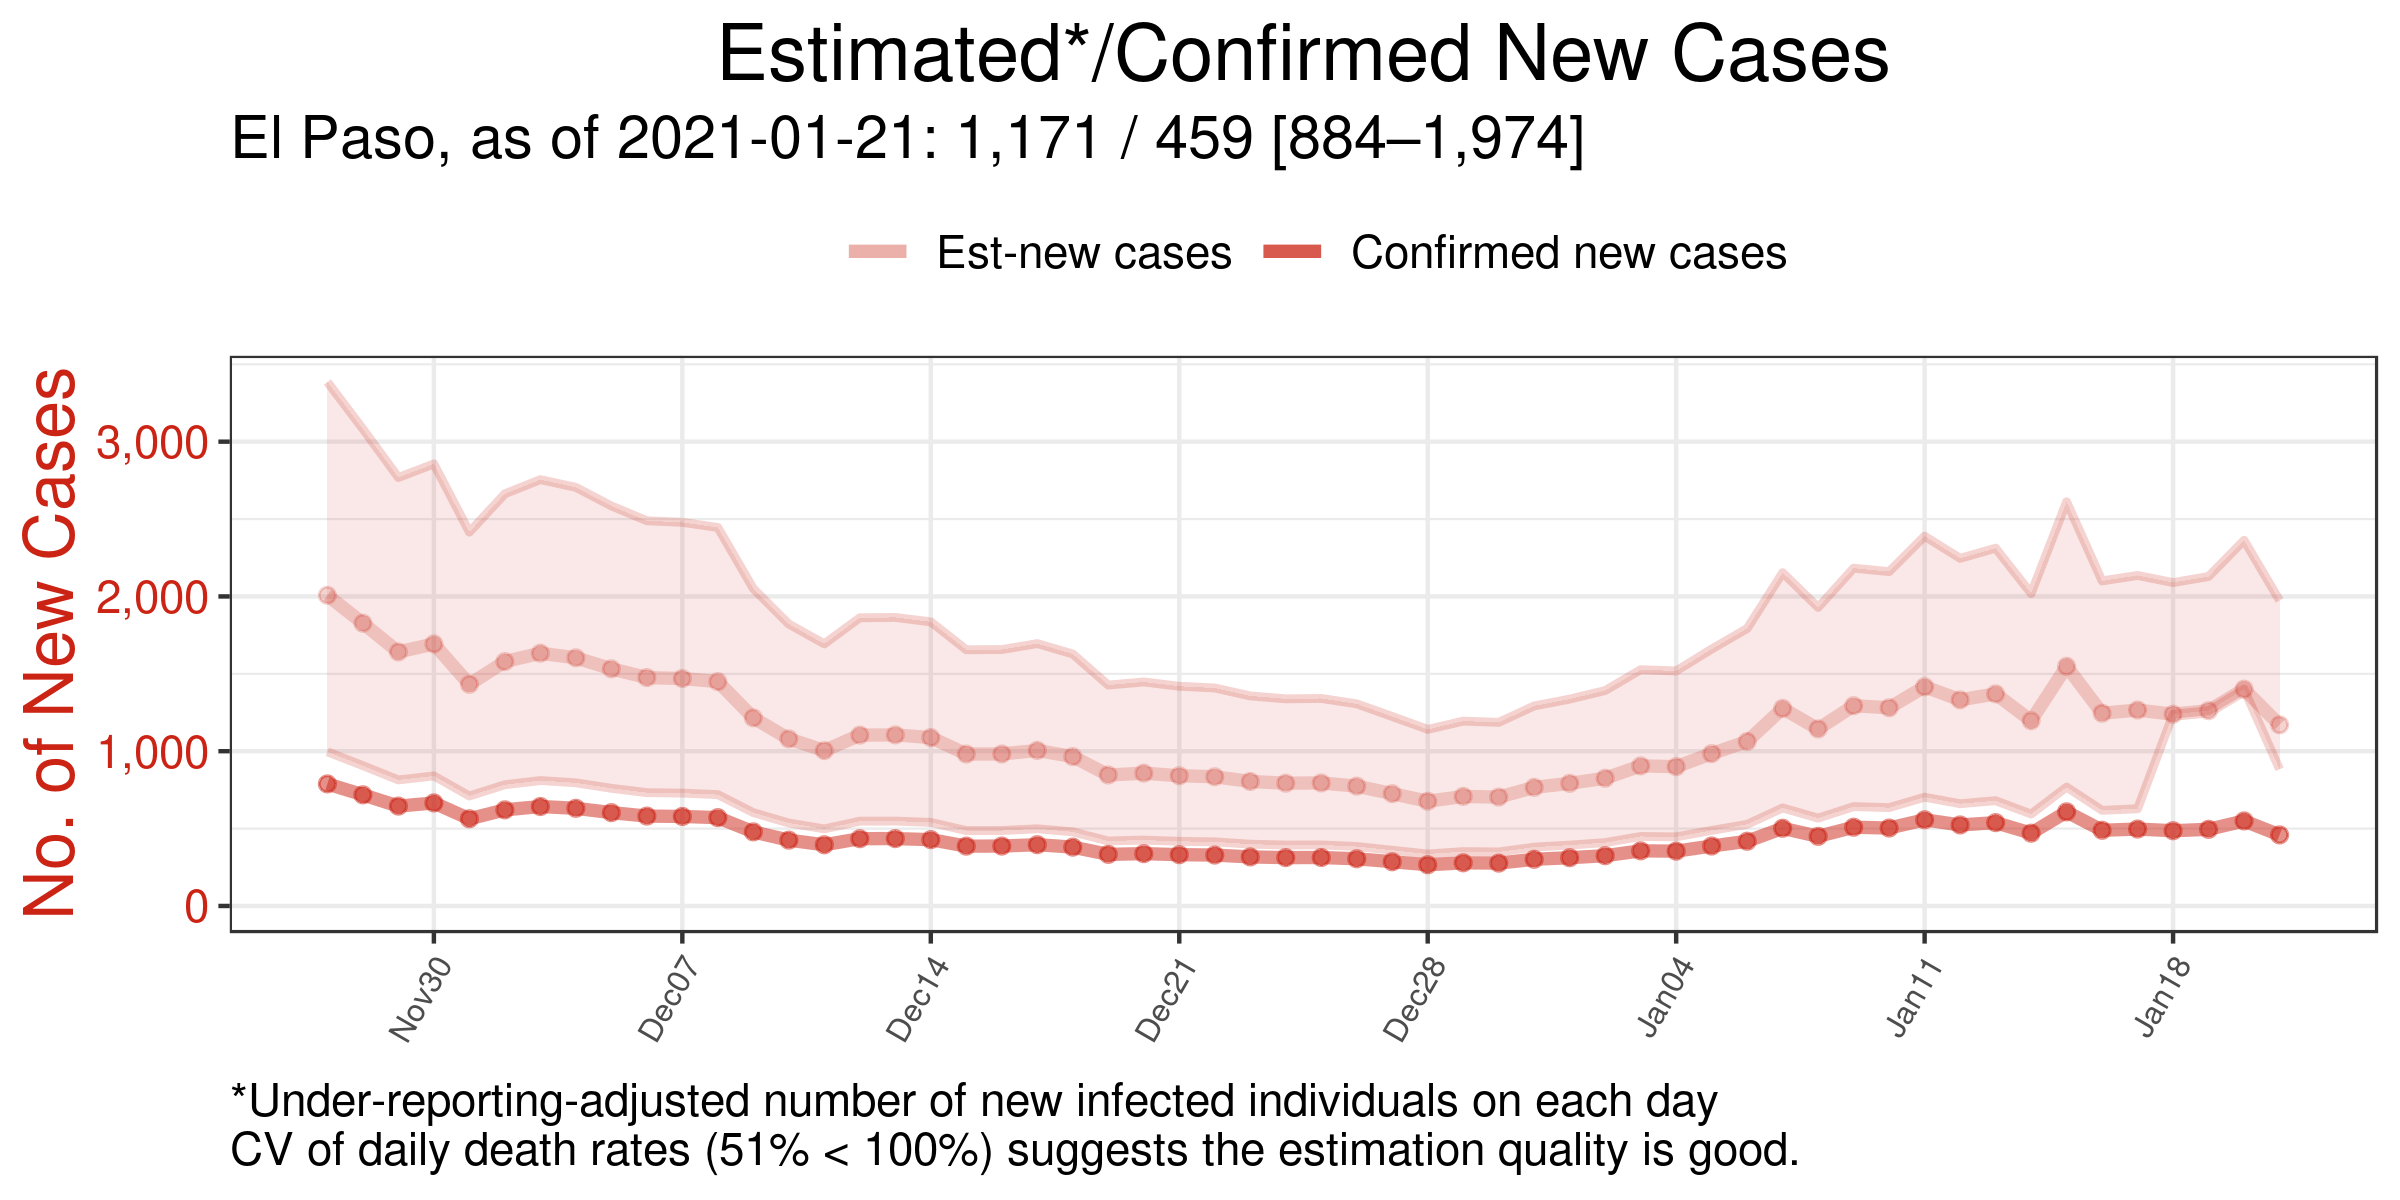 Estimated*/Confirmed New Cases
El Paso, as of 2021-01-21: 1,171 / 459 [884–1,974]
Est-new cases
Confirmed new cases
No. of New Cases
3,000
2,000
1,000
0
Nov30
Dec07
Dec14
Dec21
Dec28
Jan04
Jan11
Jan18
*Under-reporting-adjusted number of new infected individuals on each day
CV of daily death rates (51% < 100%) suggests the estimation quality is good.